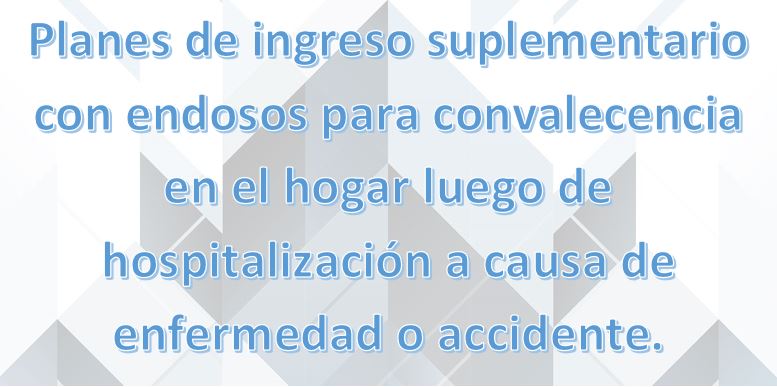 Planes de ingreso suplementario
con endosos para convalecencia
en el hogar luego de
hospitalización a causa de
enfermedad o accidente.